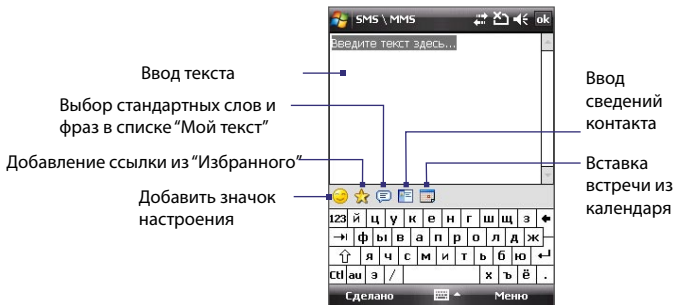 SMS \ MMS ok
Введите текст здесь...
Ввод текста
Выбор стандартных слов и
фраз в списке “Мой текст”
Добавление ссылки из “Избранного”
Добавить значок
настроения
Ввод
сведений
контакта
Вставка
встречи из
календаря
123 й ц у к е н г ш щ з
ф ы в а п р о л д ж
я ч с м и т ь б ю
Ctl au э / х ъ ё .
Сделано Меню